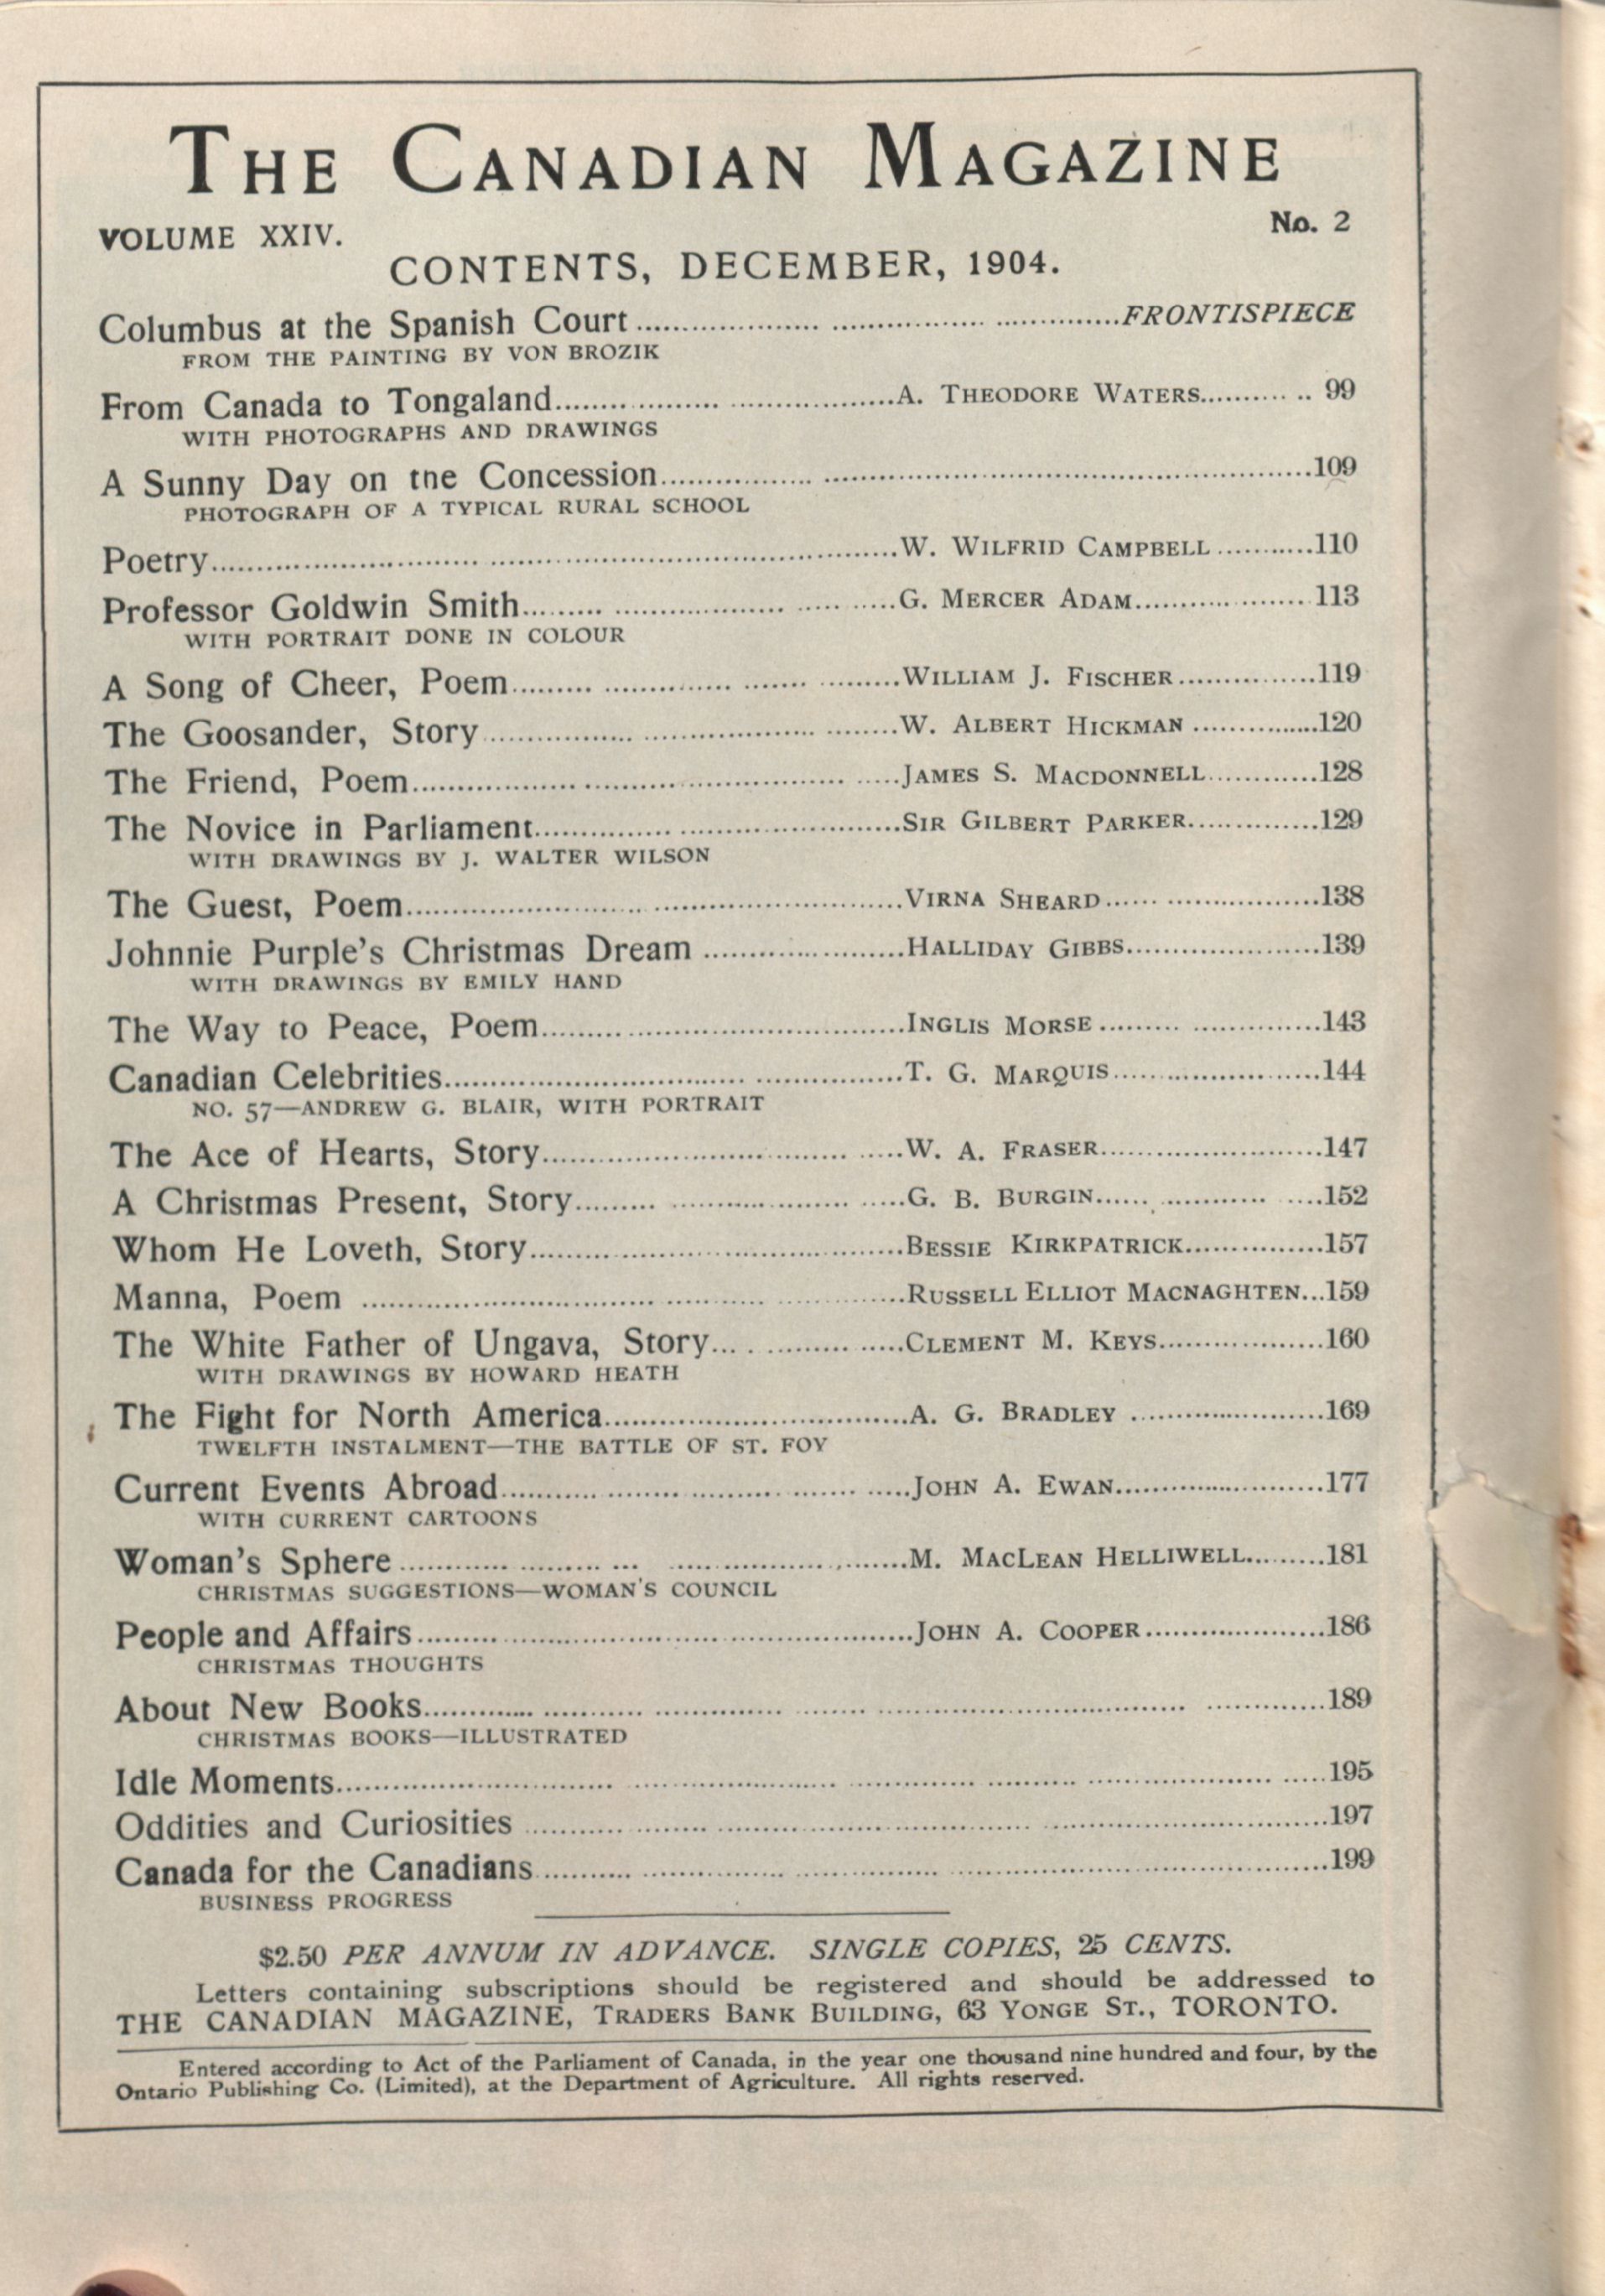 THE CANADIAN MAGAZINE
VOLUME XXIV. No. 2
CONTENTS, DECEMBER, 1904.
Columbus at the Spanish Court ........ FRONTISPIECE
FROM THE PAINTING BY VON BROZIK
From Canada to Tongaland ........ A. THEODORE WATERS ........ 99
WITH PHOTOGRAPHS AND DRAWINGS
A Sunny Day on the Concession ........ 109
PHOTOGRAPH OF A TYPICAL RURAL SCHOOL
Poetry ........ W. WILFRID CAMPBELL ........ 110
Professor Goldwin Smith ........ G. MERCER ADAM ........ 113
WITH PORTRAIT DONE IN COLOUR
A Song of Cheer, Poem ........ WILLIAM J. FISCHER ........ 119
The Goosander, Story ........ W. ALBERT HICKMAN ........ 120
The Friend, Poem ........ JAMES S. MACDONNELL ........ 128
The Novice in Parliament ........ SIR GILBERT PARKER ........ 129
WITH DRAWINGS BY J. WALTER WILSON
The Guest, Poem ........ VIRNA SHEARD ........ 138
Johnnie Purple's Christmas Dream ........ HALLIDAY GIBBS ........ 139
WITH DRAWINGS BY EMILY HAND
The Way to Peace, Poem ........ INGLIS MORSE ........ 143
Canadian Celebrities ........ T. G. MARQUIS ........ 144
NO. 57—ANDREW G. BLAIR, WITH PORTRAIT
The Ace of Hearts, Story ........ W. A. FRASER ........ 147
A Christmas Present, Story ........ G. B. BURGIN ........ 152
Whom He Loveth, Story ........ BESSIE KIRKPATRICK ........ 157
Manna, Poem ........ RUSSELL ELLIOT MACNAGHTEN ... 159
The White Father of Ungava, Story ........ CLEMENT M. KEYS ........ 160
WITH DRAWINGS BY HOWARD HEATH
The Fight for North America ........ A. G. BRADLEY ........ 169
TWELFTH INSTALMENT—THE BATTLE OF ST. FOY
Current Events Abroad ........ JOHN A. EWAN ........ 177
WITH CURRENT CARTOONS
Woman's Sphere ........ M. MACLEAN HELLIWELL ........ 181
CHRISTMAS SUGGESTIONS—WOMAN'S COUNCIL
People and Affairs ........ JOHN A. COOPER ........ 186
CHRISTMAS THOUGHTS
About New Books ........ 189
CHRISTMAS BOOKS—ILLUSTRATED
Idle Moments ........ 195
Oddities and Curiosities ........ 197
Canada for the Canadians ........ 199
BUSINESS PROGRESS
$2.50 PER ANNUM IN ADVANCE. SINGLE COPIES, 25 CENTS.
Letters containing subscriptions should be registered and should be addressed to
THE CANADIAN MAGAZINE, TRADERS BANK BUILDING, 63 YONGE ST., TORONTO.
Entered according to Act of the Parliament of Canada, in the year one thousand nine hundred and four, by the
Ontario Publishing Co. (Limited), at the Department of Agriculture. All rights reserved.